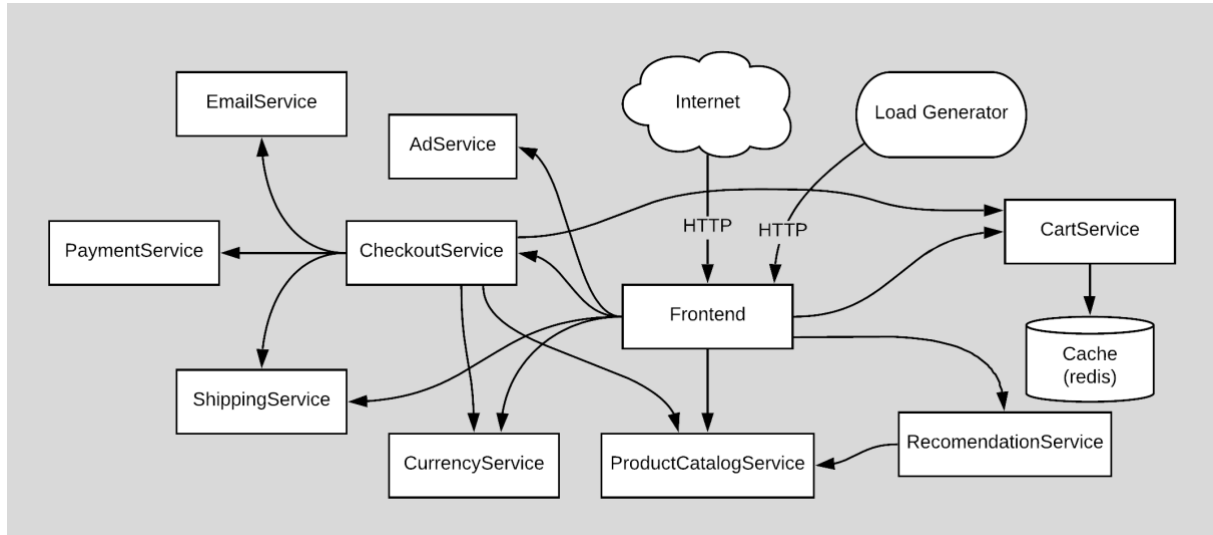 EmailService
AdService
Internet
Load Generator
HTTP
HTTP
PaymentService
CheckoutService
CartService
Frontend
Cache
(redis)
ShippingService
CurrencyService
ProductCatalogService
RecomendationService